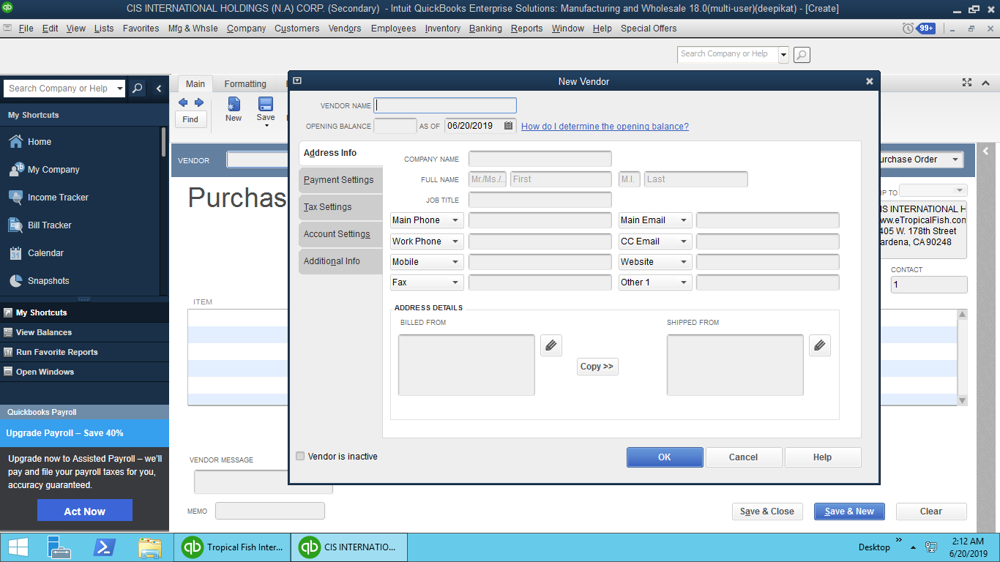 CIS INTERNATIONAL HOLDINGS (N.A) CORP. (Secondary) - Intuit QuickBooks Enterprise Solutions: Manufacturing and Wholesale 18.0(multi-user)(deepikat) - [Create]
File Edit View Lists Favorites Mfg & Whsle Company Customers Vendors Employees Inventory Banking Reports Window Help Special Offers 99+
Search Company or Help
Search Company or Help
My Shortcuts
Home
My Company
Income Tracker
Bill Tracker
Calendar
31
Snapshots
My Shortcuts
View Balances
Run Favorite Reports
Open Windows
Quickbooks Payroll
Upgrade Payroll – Save 40%
Upgrade now to Assisted Payroll – we'll
pay and file your payroll taxes for you,
accuracy guaranteed.
Act Now
Main Formatting
Find New Save
VENDOR
Purchas
ITEM
VENDOR MESSAGE
MEMO
New Vendor
VENDOR NAME
OPENING BALANCE AS OF 06/20/2019 How do I determine the opening balance?
Address Info
Payment Settings
Tax Settings
Account Settings
Additional Info
COMPANY NAME
FULL NAME Mr./Ms./.. First M.I. Last
JOB TITLE
Main Phone Main Email
Work Phone CC Email
Mobile Website
Fax Other 1
ADDRESS DETAILS
BILLED FROM SHIPPED FROM
Copy >>
Vendor is inactive
OK Cancel Help
urchase Order
IP TO
IS INTERNATIONAL H
ww.eTropicalFish.con
405 W. 178th Street
ardena, CA 90248
CONTACT
1
Save & Close Save & New Clear
qb Tropical Fish Inter... qb CIS INTERNATIO...
Desktop
2:12 AM
6/20/2019